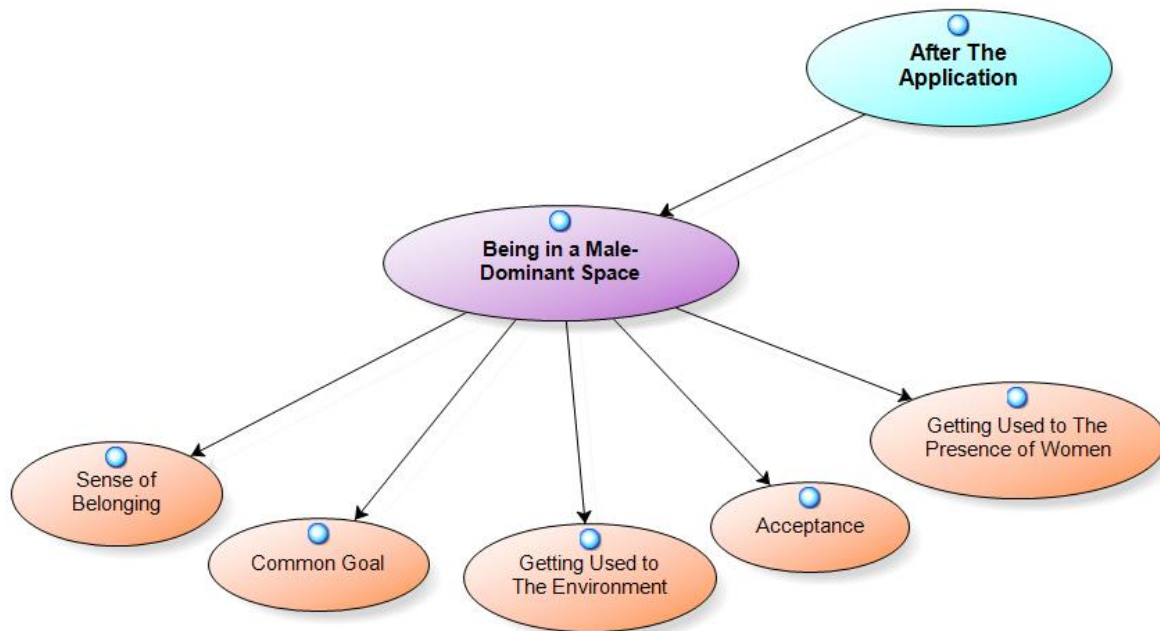 After The
Application
Being in a Male-
Dominant Space
Getting Used to The
Presence of Women
Sense of
Belonging
Common Goal
Getting Used to
The Environment
Acceptance